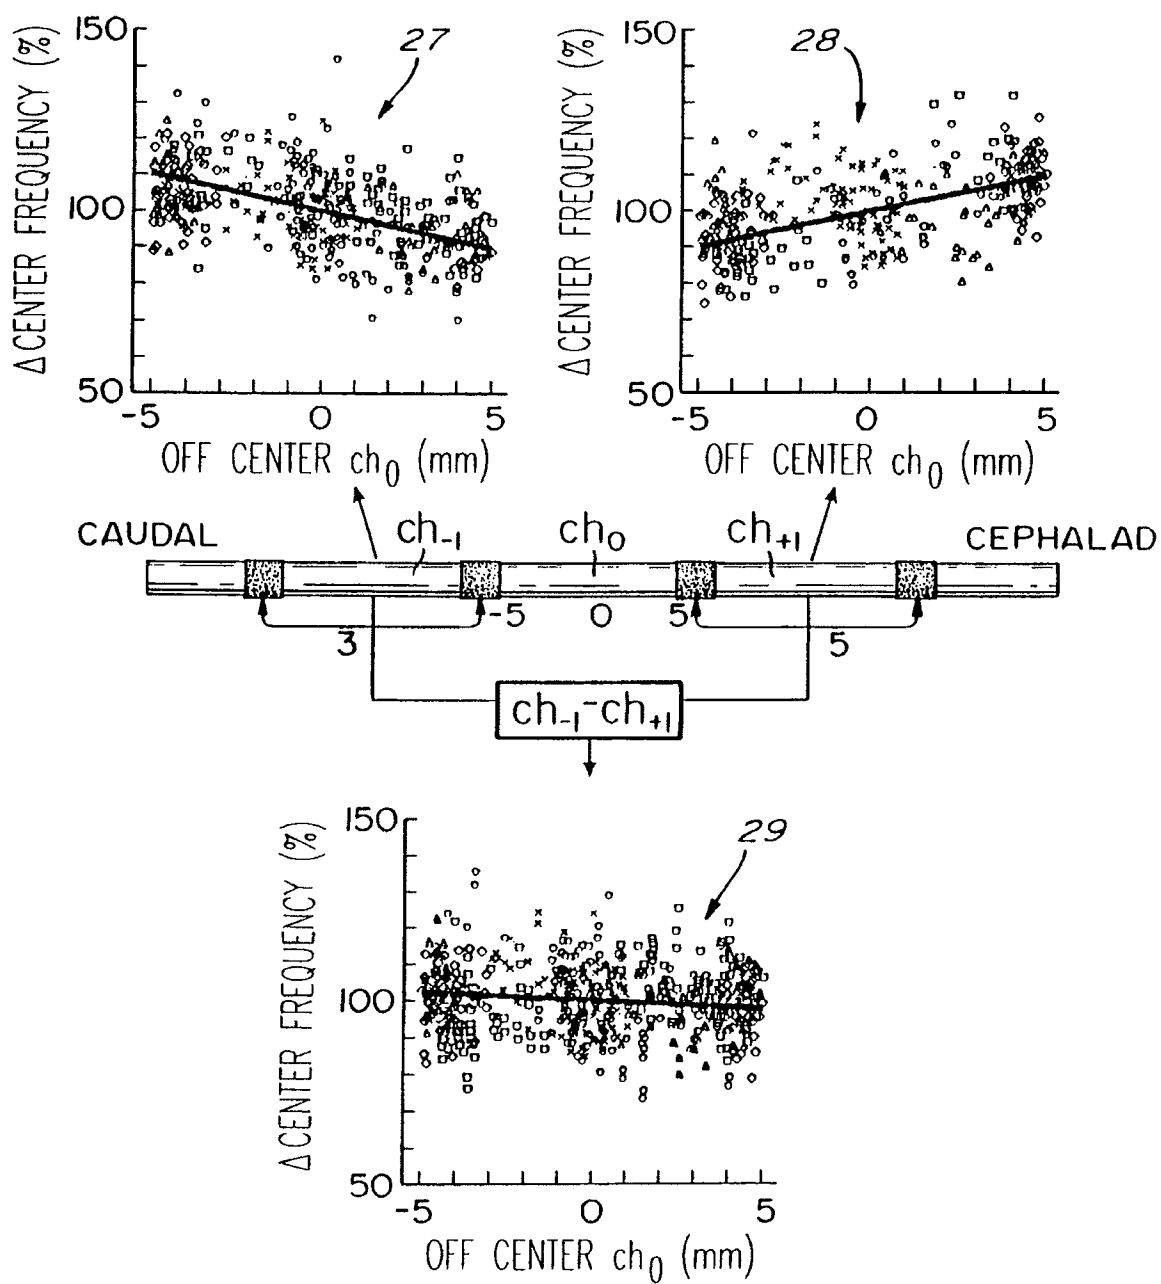 150
ΔCENTER FREQUENCY (%)
100
50
-5 0 5
OFF CENTER ch0 (mm)
27
150
ΔCENTER FREQUENCY (%)
100
50
-5 0 5
OFF CENTER ch0 (mm)
28
CAUDAL
ch-1
ch0
ch+1
CEPHALAD
-5 0 5
3
5
ch-1-ch+1
150
ΔCENTER FREQUENCY (%)
100
50
-5 0 5
OFF CENTER ch0 (mm)
29